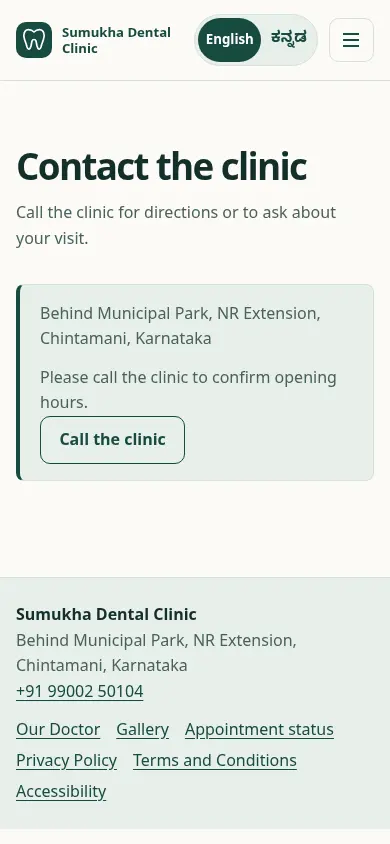 Sumukha Dental
Clinic
English
ಕನ್ನಡ
Contact the clinic
Call the clinic for directions or to ask about
your visit.
Behind Municipal Park, NR Extension,
Chintamani, Karnataka
Please call the clinic to confirm opening
hours.
Call the clinic
Sumukha Dental Clinic
Behind Municipal Park, NR Extension,
Chintamani, Karnataka
+91 99002 50104
Our Doctor Gallery Appointment status
Privacy Policy Terms and Conditions
Accessibility